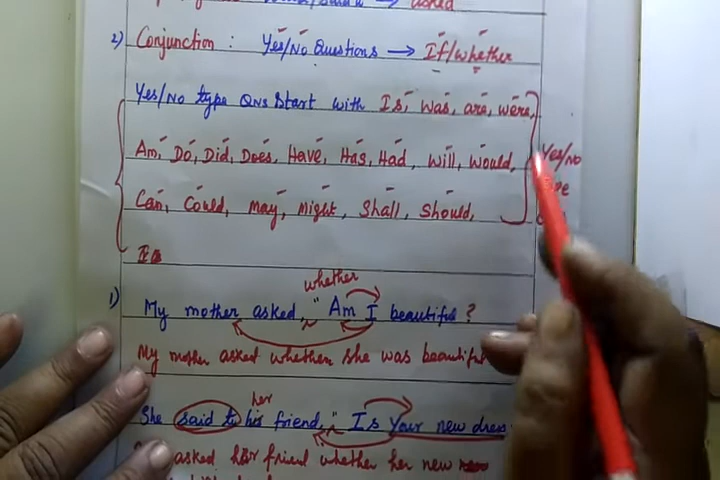 → asked
2) Conjunction : Yes/No Questions → If/whether
Yes/No type Qns Start with Is, was, are, were,
Am, Do, Did, Does, Have, Has, Had, will, would, Yes/No
Can, Could, May, Might, Shall, Should,
Eg
whether
1) My mother asked, "Am I beautiful?
My mother asked whether she was beautiful
her
She said to his friend, "Is your new dress
asked her friend whether her new